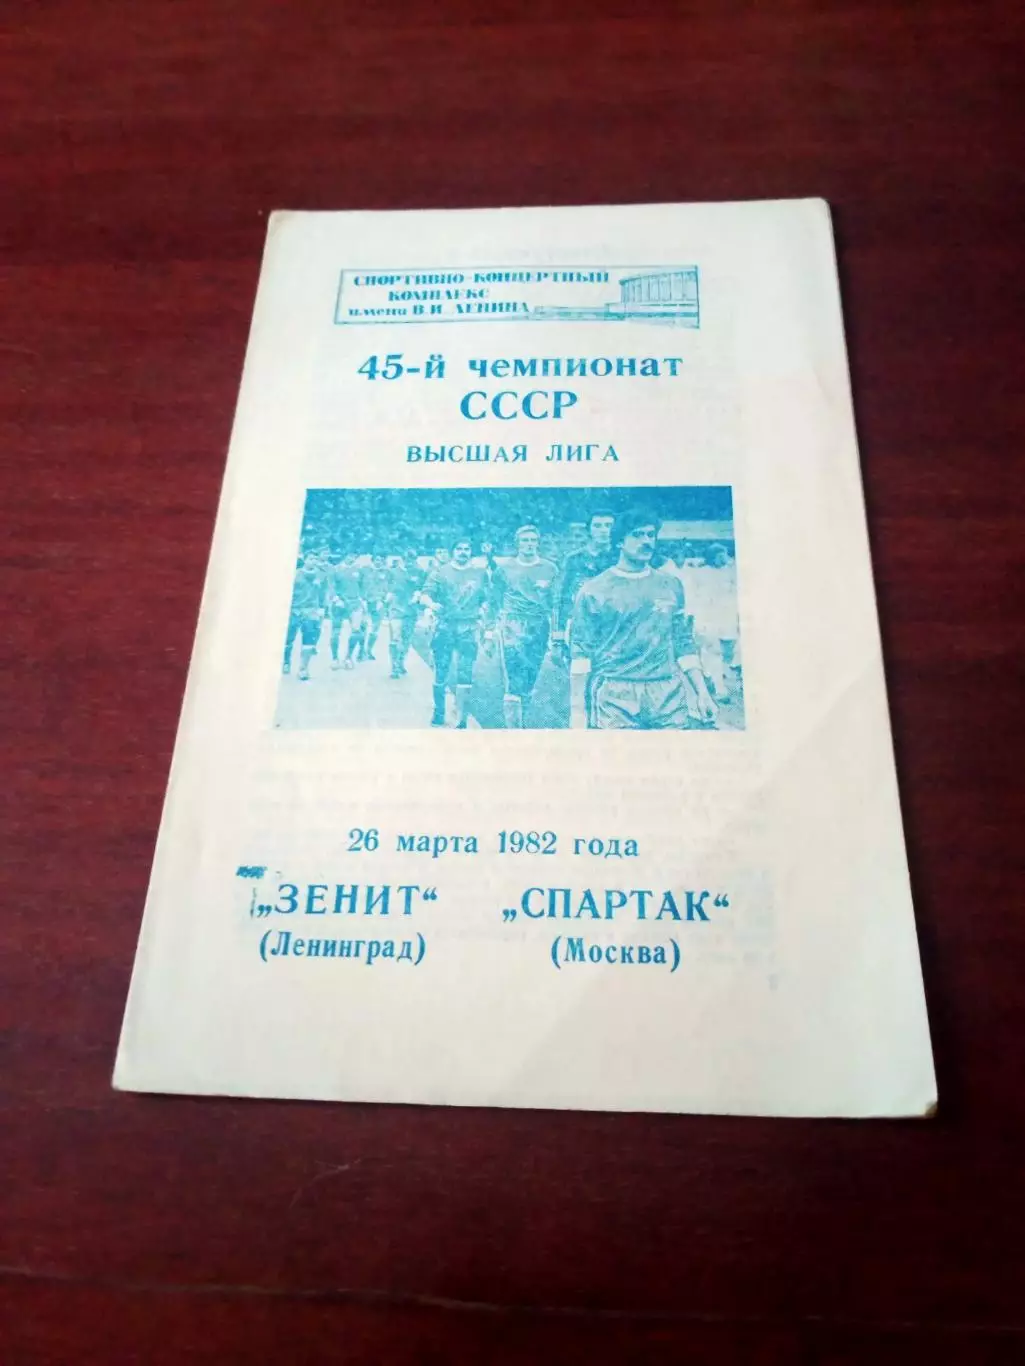 СПОРТИВНО-КОНЦЕРТНЫЙ
КОМПЛЕКС
имени В.И. ЛЕНИНА
45-й чемпионат
СССР
ВЫСШАЯ ЛИГА
26 марта 1982 года
„ЗЕНИТ“ „СПАРТАК“
(Ленинград) (Москва)